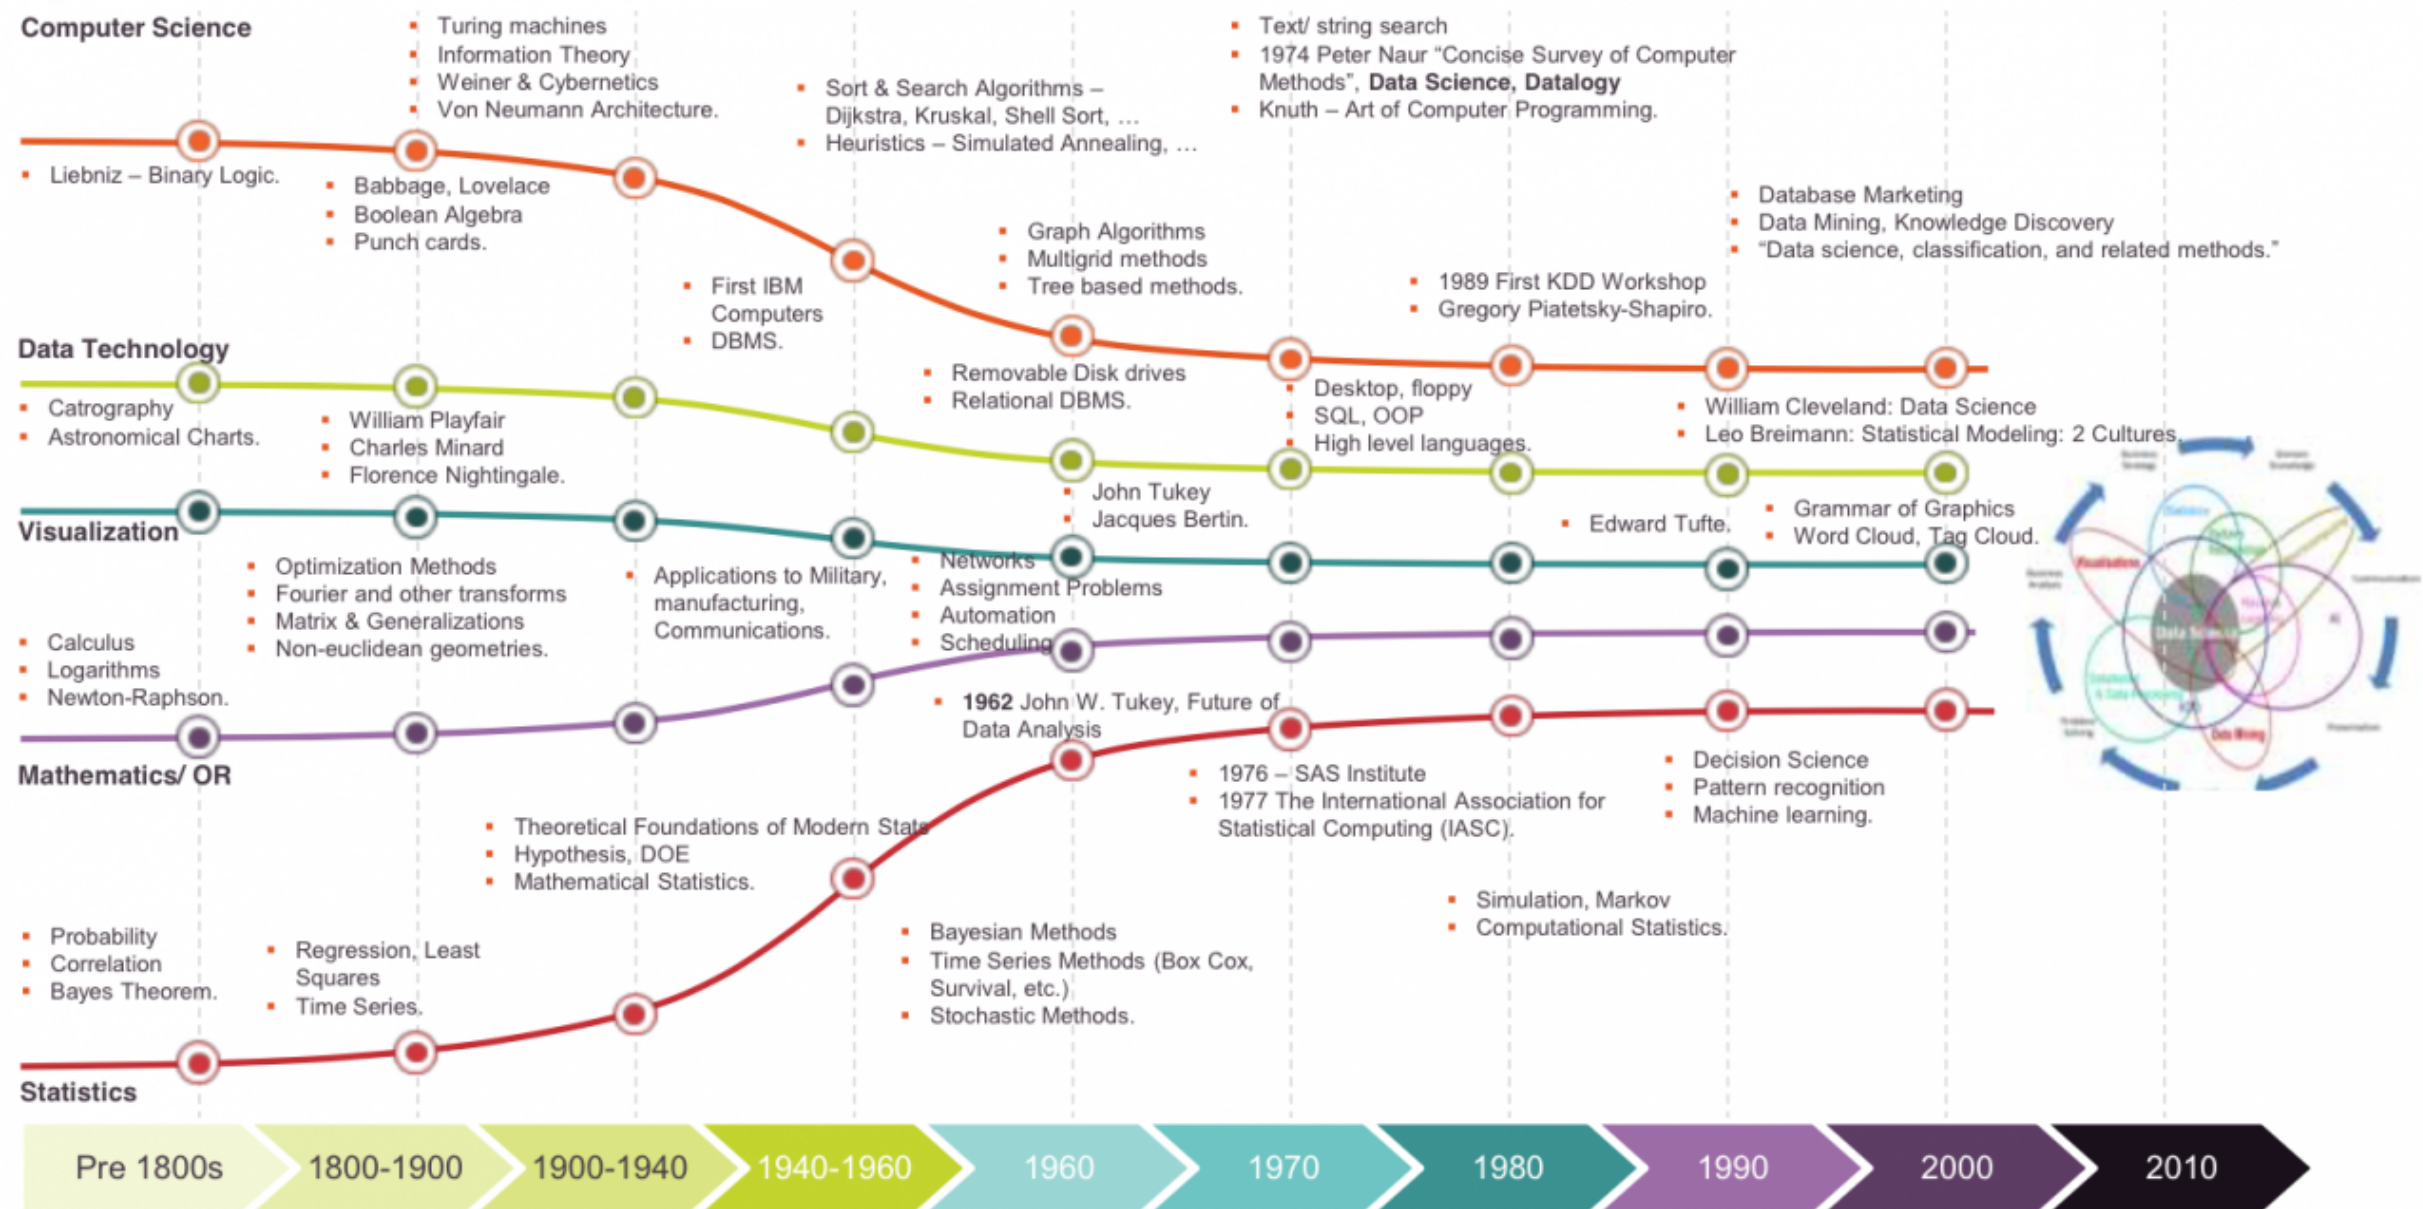 Computer Science
Turing machines
Information Theory
Weiner & Cybernetics
Von Neumann Architecture.
Text/ string search
1974 Peter Naur “Concise Survey of Computer
Methods”, Data Science, Datalogy
Knuth – Art of Computer Programming.
Sort & Search Algorithms –
Dijkstra, Kruskal, Shell Sort, …
Heuristics – Simulated Annealing, …
Liebniz – Binary Logic.
Babbage, Lovelace
Boolean Algebra
Punch cards.
Database Marketing
Data Mining, Knowledge Discovery
“Data science, classification, and related methods.”
Graph Algorithms
Multigrid methods
Tree based methods.
First IBM
Computers
DBMS.
1989 First KDD Workshop
Gregory Piatetsky-Shapiro.
Data Technology
Removable Disk drives
Relational DBMS.
Desktop, floppy
SQL, OOP
High level languages.
William Cleveland: Data Science
Leo Breimann: Statistical Modeling: 2 Cultures.
Catrography
Astronomical Charts.
William Playfair
Charles Minard
Florence Nightingale.
John Tukey
Jacques Bertin.
Edward Tufte.
Grammar of Graphics
Word Cloud, Tag Cloud.
Visualization
Optimization Methods
Fourier and other transforms
Matrix & Generalizations
Non-euclidean geometries.
Applications to Military,
manufacturing,
Communications.
Networks
Assignment Problems
Automation
Scheduling
Calculus
Logarithms
Newton-Raphson.
1962 John W. Tukey, Future of
Data Analysis
Mathematics/ OR
1976 – SAS Institute
1977 The International Association for
Statistical Computing (IASC).
Decision Science
Pattern recognition
Machine learning.
Theoretical Foundations of Modern Stats
Hypothesis, DOE
Mathematical Statistics.
Simulation, Markov
Computational Statistics.
Probability
Correlation
Bayes Theorem.
Regression, Least
Squares
Time Series.
Bayesian Methods
Time Series Methods (Box Cox,
Survival, etc.)
Stochastic Methods.
Statistics
Data Science
Data Mining
Pre 1800s
1800-1900
1900-1940
1940-1960
1960
1970
1980
1990
2000
2010